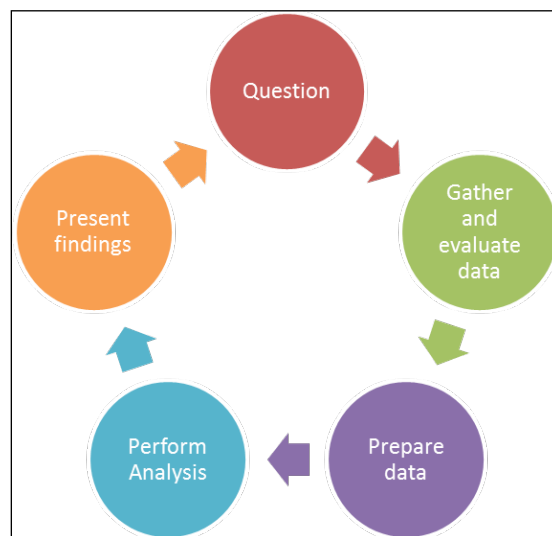 Question
Gather
and
evaluate
data
Prepare
data
Perform
Analysis
Present
findings